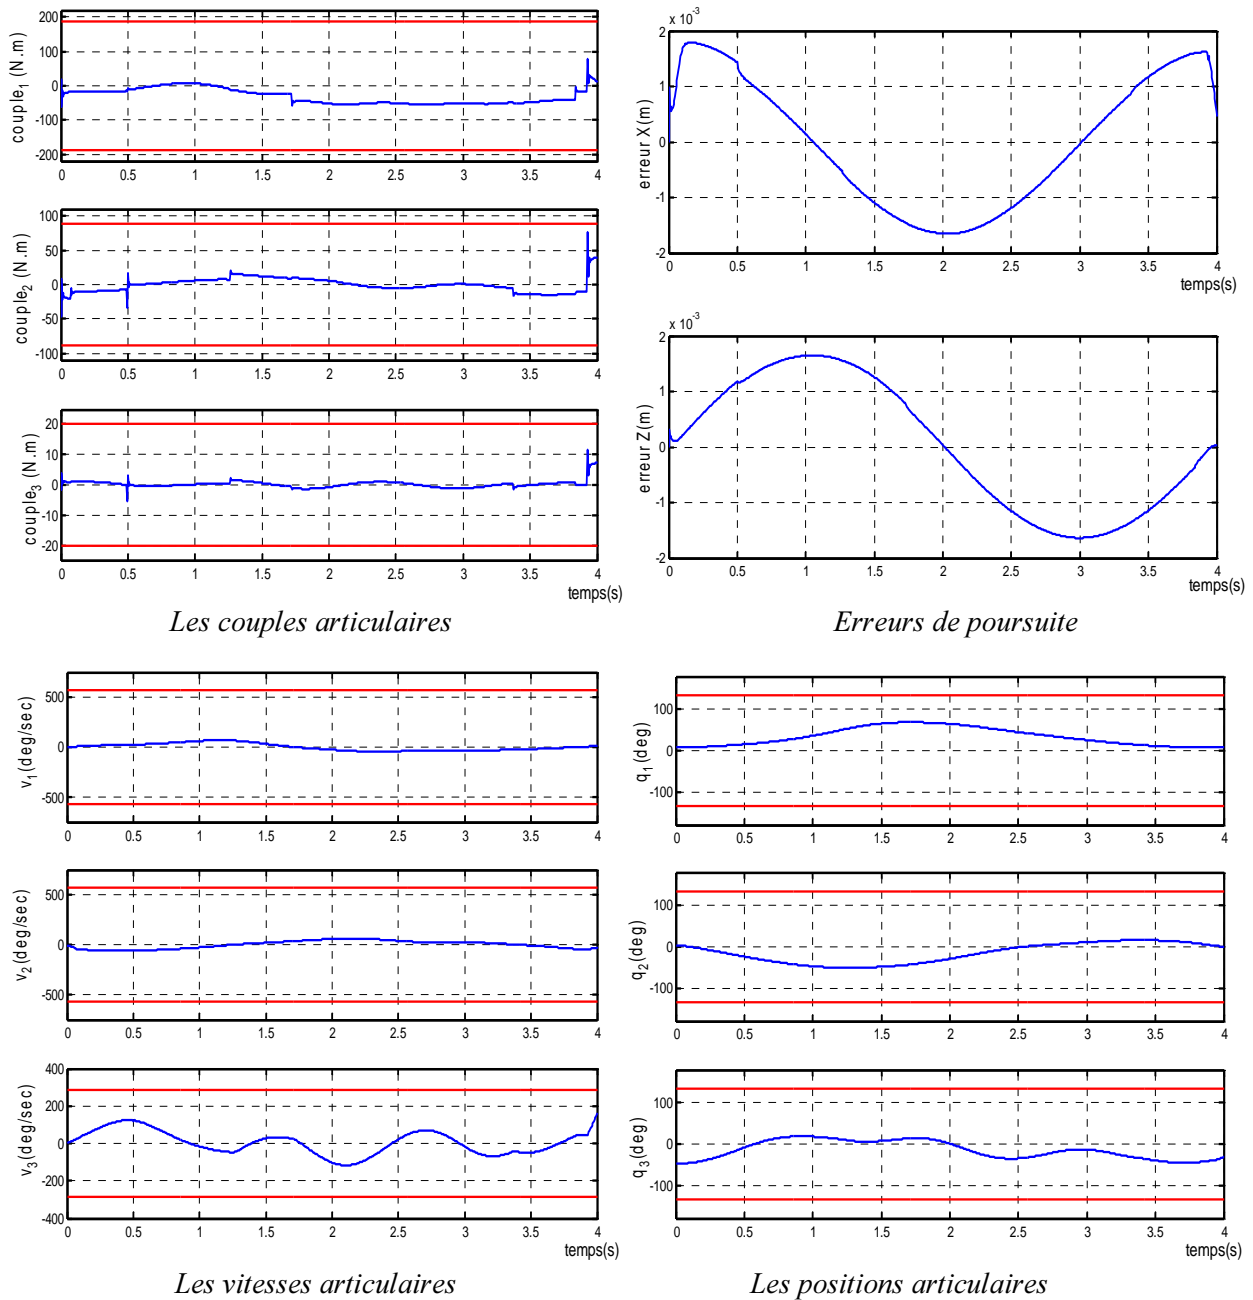 couple1 (N.m)
200
100
0
-100
-200
0 0.5 1 1.5 2 2.5 3 3.5 4
couple2 (N.m)
100
50
0
-50
-100
0 0.5 1 1.5 2 2.5 3 3.5 4
couple3 (N.m)
20
10
0
-10
-20
0 0.5 1 1.5 2 2.5 3 3.5 4
temps(s)
Les couples articulaires
x 10-3
erreur X(m)
2
1
0
-1
-2
0 0.5 1 1.5 2 2.5 3 3.5 4
temps(s)
x 10-3
erreur Z(m)
2
1
0
-1
-2
0 0.5 1 1.5 2 2.5 3 3.5 4
temps(s)
Erreurs de poursuite
v1(deg/sec)
500
0
-500
0 0.5 1 1.5 2 2.5 3 3.5 4
v2(deg/sec)
500
0
-500
0 0.5 1 1.5 2 2.5 3 3.5 4
v3(deg/sec)
400
200
0
-200
-400
0 0.5 1 1.5 2 2.5 3 3.5 4
temps(s)
Les vitesses articulaires
q1(deg)
100
0
-100
0 0.5 1 1.5 2 2.5 3 3.5 4
q2(deg)
100
0
-100
0 0.5 1 1.5 2 2.5 3 3.5 4
q3(deg)
100
0
-100
0 0.5 1 1.5 2 2.5 3 3.5 4
temps(s)
Les positions articulaires